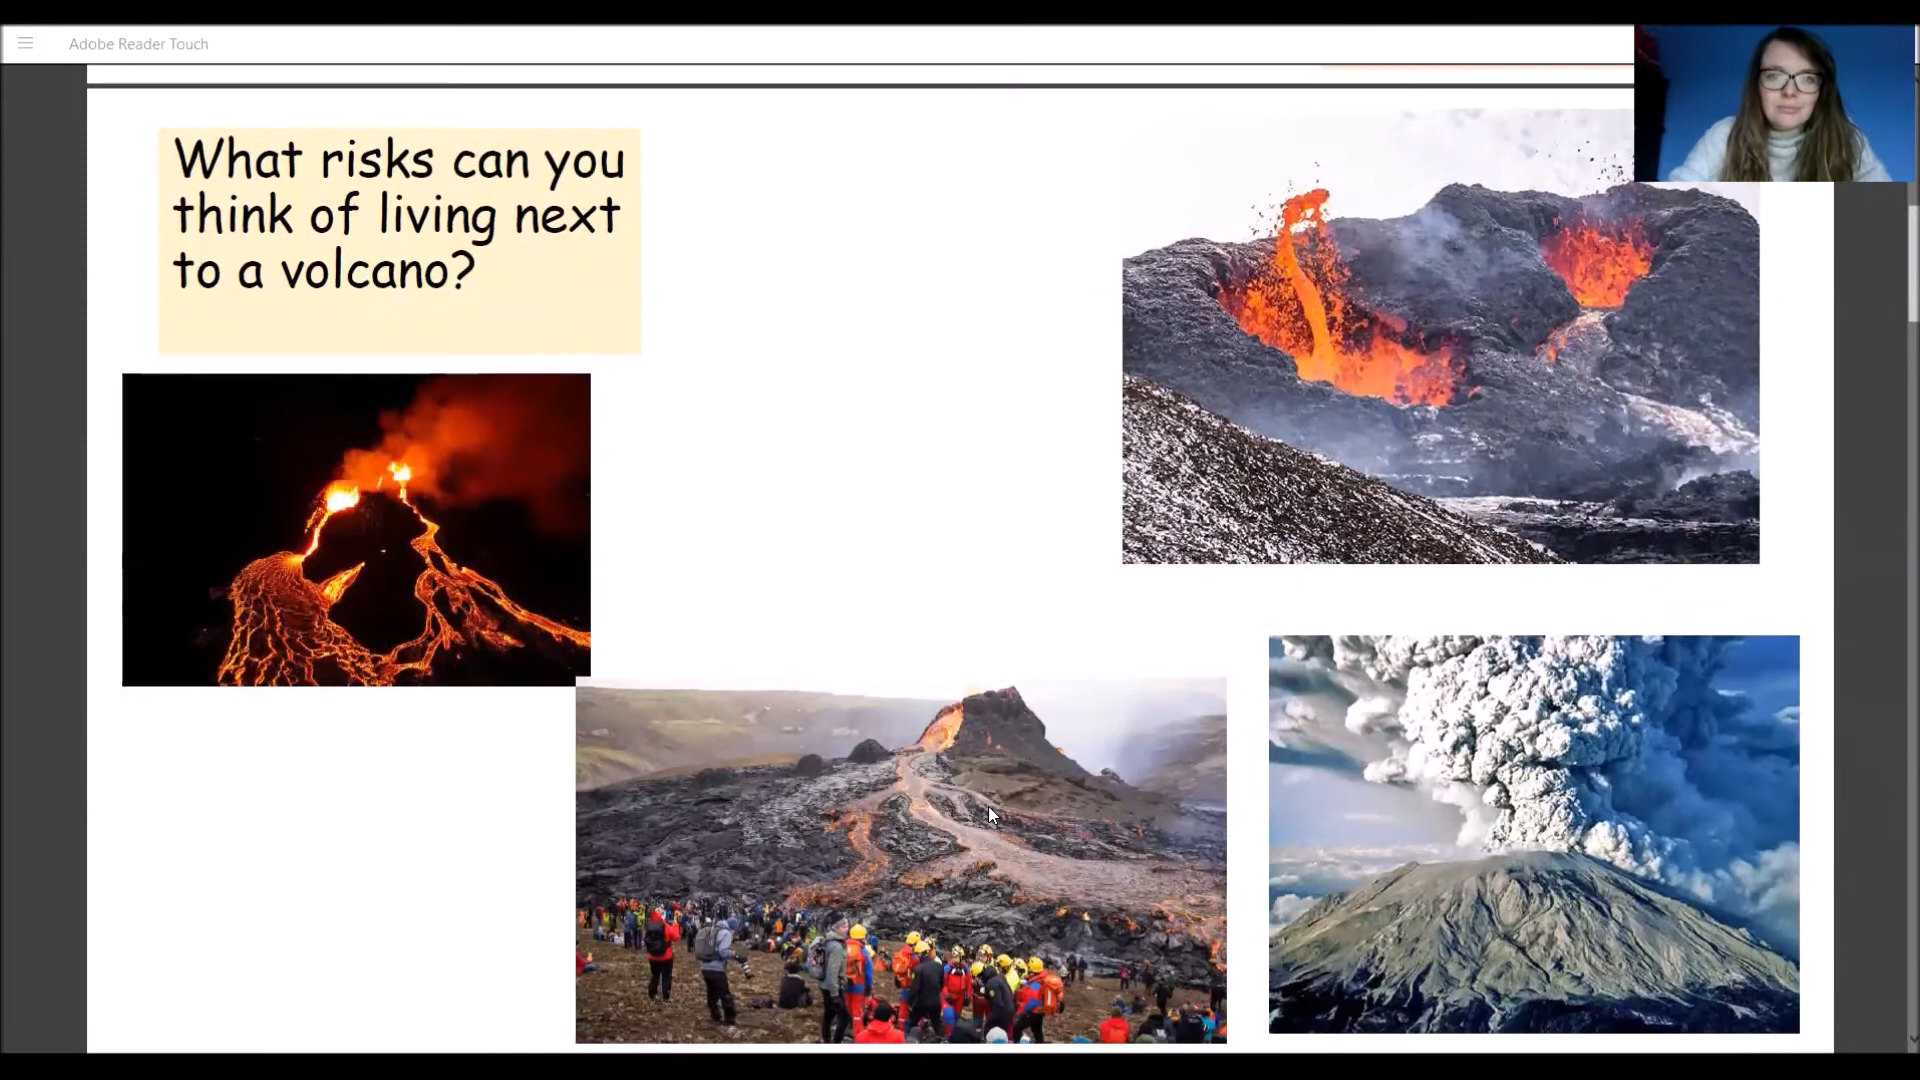 Adobe Reader Touch
What risks can you
think of living next
to a volcano?